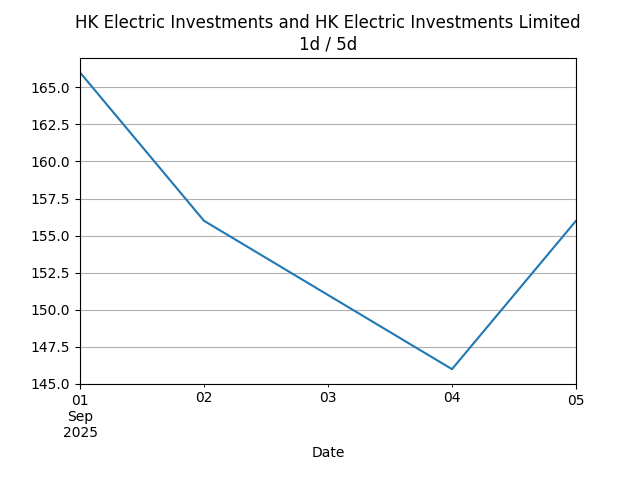 HK Electric Investments and HK Electric Investments Limited
1d / 5d
165.0
162.5
160.0
157.5
155.0
152.5
150.0
147.5
145.0
01 02 03 04 05
Sep
2025
Date